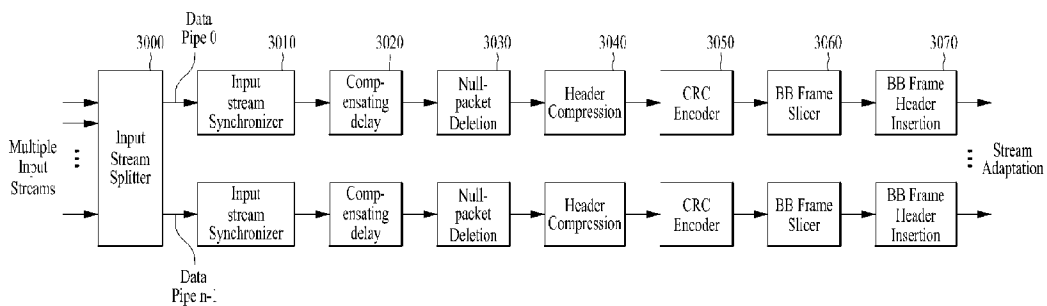 3000
Data
Pipe 0
3010
3020
3030
3040
3050
3060
3070
Multiple
Input
Streams
Input
Stream
Splitter
Input
stream
Synchronizer
Comp-
ensating
delay
Null-
packet
Deletion
Header
Compression
CRC
Encoder
BB Frame
Slicer
BB Frame
Header
Insertion
Stream
Adaptation
Input
stream
Synchronizer
Comp-
ensating
delay
Null-
packet
Deletion
Header
Compression
CRC
Encoder
BB Frame
Slicer
BB Frame
Header
Insertion
Data
Pipe n-1